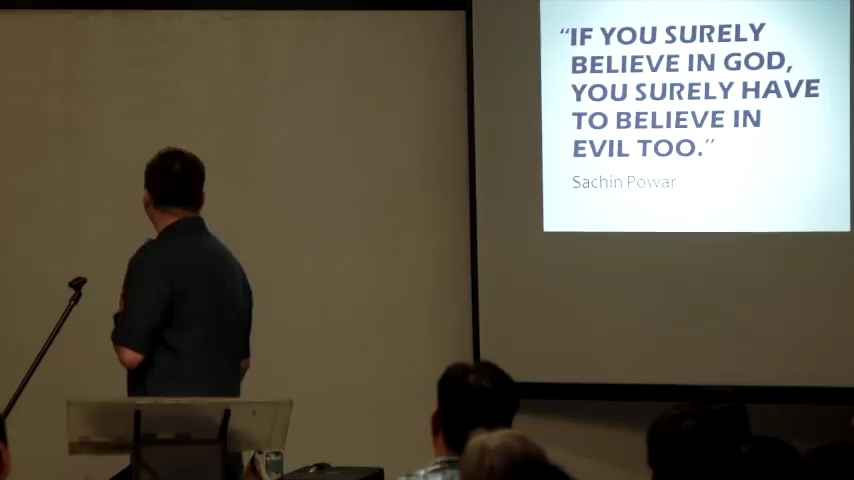 “IF YOU SURELY
BELIEVE IN GOD,
YOU SURELY HAVE
TO BELIEVE IN
EVIL TOO.”
Sachin Powar